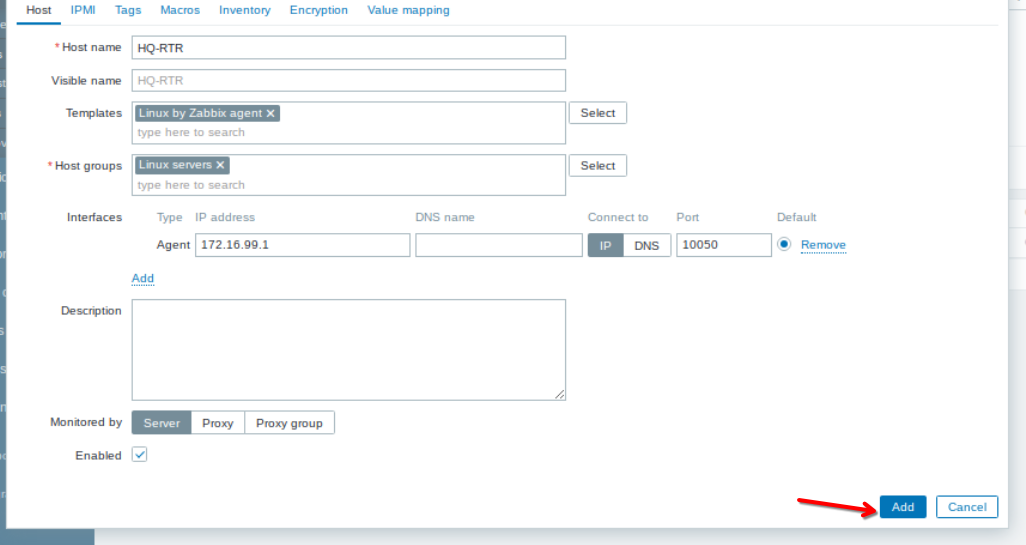 Host IPMI Tags Macros Inventory Encryption Value mapping
* Host name HQ-RTR
Visible name HQ-RTR
Templates Linux by Zabbix agent ✕ Select
type here to search
* Host groups Linux servers ✕ Select
type here to search
Interfaces Type IP address DNS name Connect to Port Default
Agent 172.16.99.1 IP DNS 10050 Remove
Add
Description
Monitored by Server Proxy Proxy group
Enabled
Add Cancel